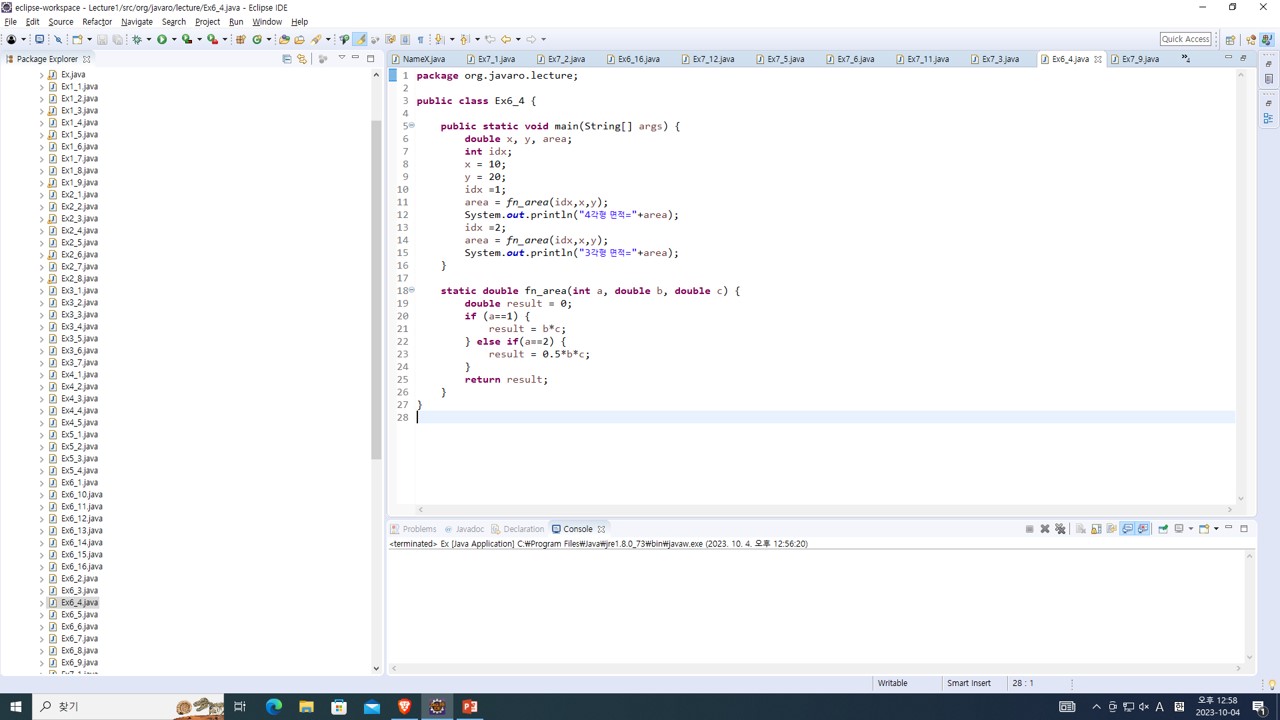 eclipse-workspace - Lecture1/src/org/javaro/lecture/Ex6_4.java - Eclipse IDE
File Edit Source Refactor Navigate Search Project Run Window Help
Quick Access
Package Explorer
Ex.java
Ex1_1.java
Ex1_2.java
Ex1_3.java
Ex1_4.java
Ex1_5.java
Ex1_6.java
Ex1_7.java
Ex1_8.java
Ex1_9.java
Ex2_1.java
Ex2_2.java
Ex2_3.java
Ex2_4.java
Ex2_5.java
Ex2_6.java
Ex2_7.java
Ex2_8.java
Ex3_1.java
Ex3_2.java
Ex3_3.java
Ex3_4.java
Ex3_5.java
Ex3_6.java
Ex3_7.java
Ex4_1.java
Ex4_2.java
Ex4_3.java
Ex4_4.java
Ex4_5.java
Ex5_1.java
Ex5_2.java
Ex5_3.java
Ex5_4.java
Ex6_1.java
Ex6_10.java
Ex6_11.java
Ex6_12.java
Ex6_13.java
Ex6_14.java
Ex6_15.java
Ex6_16.java
Ex6_2.java
Ex6_3.java
Ex6_4.java
Ex6_5.java
Ex6_6.java
Ex6_7.java
Ex6_8.java
Ex6_9.java
NameX.java Ex7_1.java Ex7_2.java Ex6_16.java Ex7_12.java Ex7_5.java Ex7_6.java Ex7_11.java Ex7_3.java Ex6_4.java Ex7_9.java
1 package org.javaro.lecture;
2
3 public class Ex6_4 {
4
5 public static void main(String[] args) {
6 double x, y, area;
7 int idx;
8 x = 10;
9 y = 20;
10 idx =1;
11 area = fn_area(idx,x,y);
12 System.out.println("4각형 면적="+area);
13 idx =2;
14 area = fn_area(idx,x,y);
15 System.out.println("3각형 면적="+area);
16 }
17
18 static double fn_area(int a, double b, double c) {
19 double result = 0;
20 if (a==1) {
21 result = b*c;
22 } else if(a==2) {
23 result = 0.5*b*c;
24 }
25 return result;
26 }
27 }
28
Problems Javadoc Declaration Console
<terminated> Ex [Java Application] C:₩Program Files₩Java₩jre1.8.0_73₩bin₩javaw.exe (2023. 10. 4. 오후 12:56:20)
Writable Smart Insert 28 : 1
찾기
A 漢
오후 12:58
2023-10-04